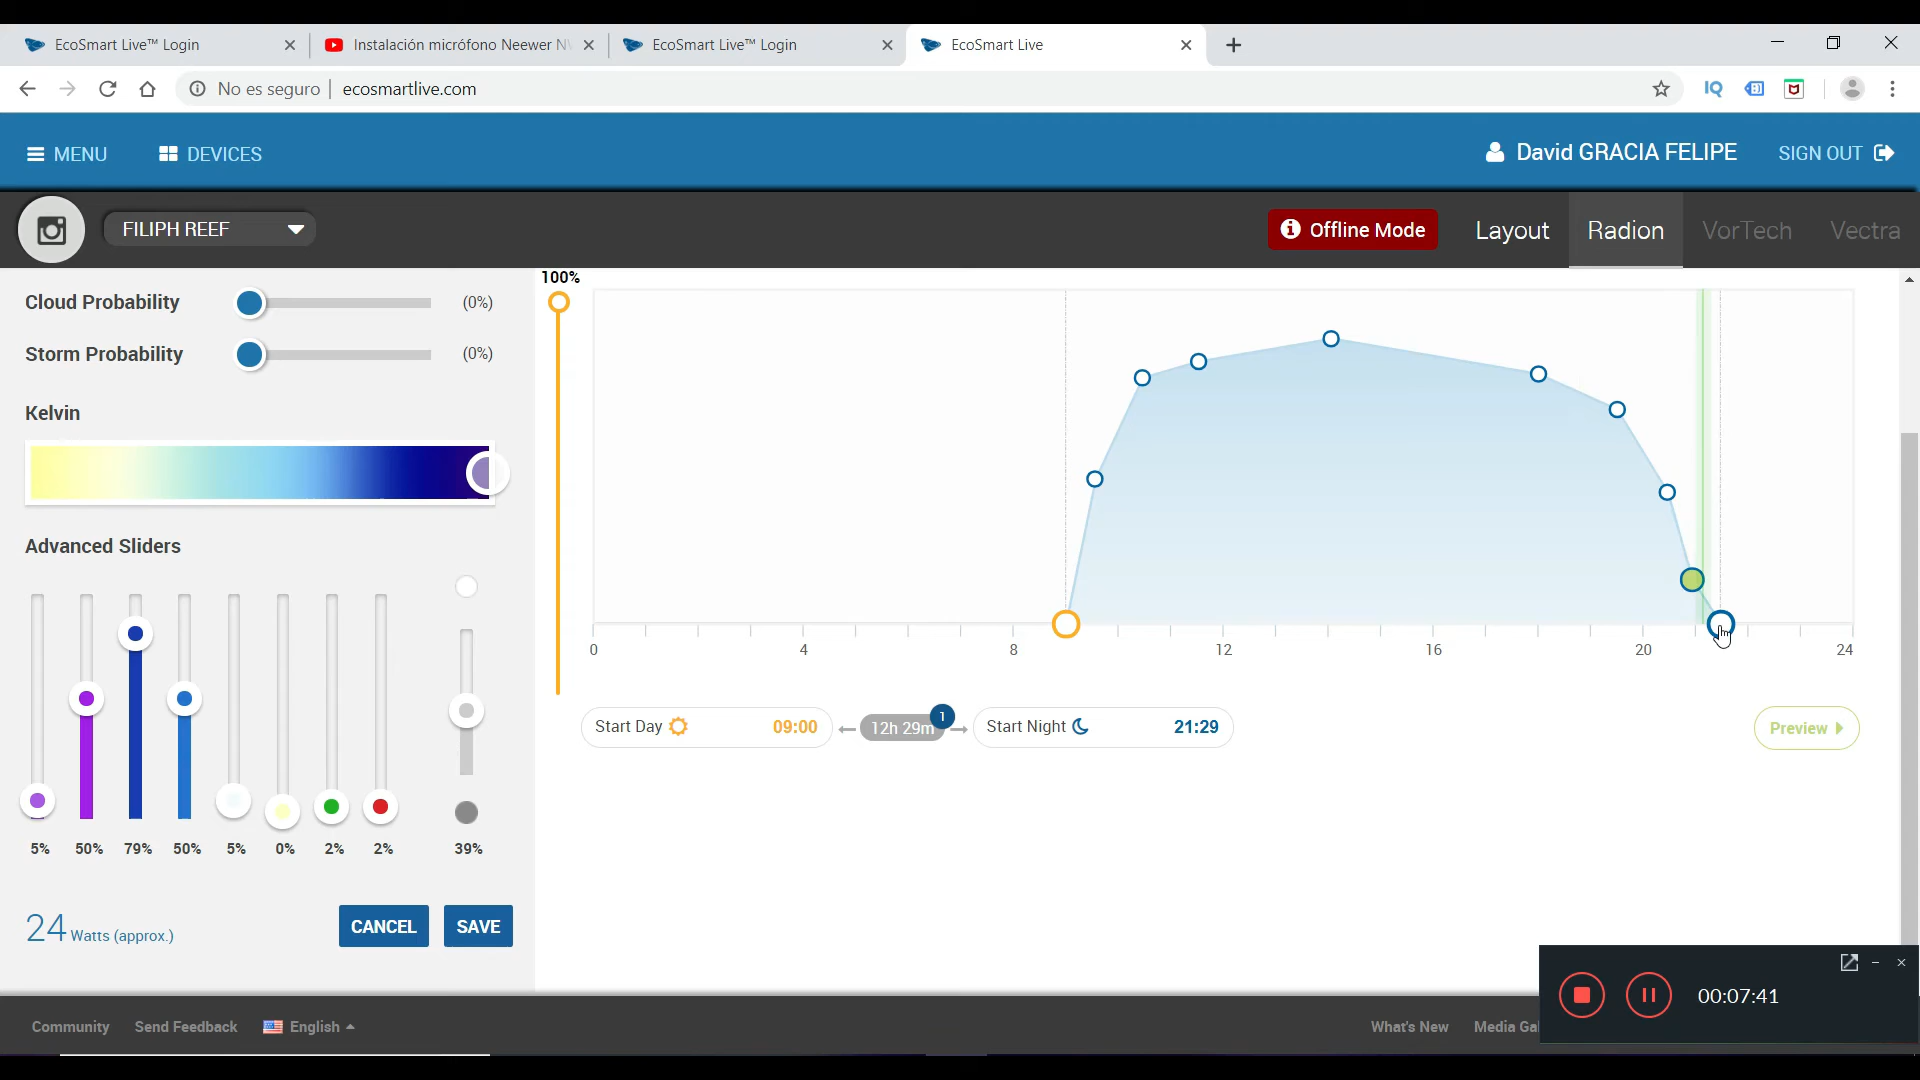 EcoSmart Live™ Login
Instalación micrófono Neewer N
EcoSmart Live™ Login
EcoSmart Live
No es seguro | ecosmartlive.com
IQ
MENU
DEVICES
David GRACIA FELIPE
SIGN OUT
FILIPH REEF
Offline Mode
Layout
Radion
VorTech
Vectra
Cloud Probability
(0%)
Storm Probability
(0%)
Kelvin
Advanced Sliders
5% 50% 79% 50% 5% 0% 2% 2% 39%
24 Watts (approx.)
CANCEL
SAVE
100%
0 4 8 12 16 20 24
Start Day 09:00
12h 29m
1
Start Night 21:29
Preview
Community
Send Feedback
English
What's New
Media Ga
00:07:41